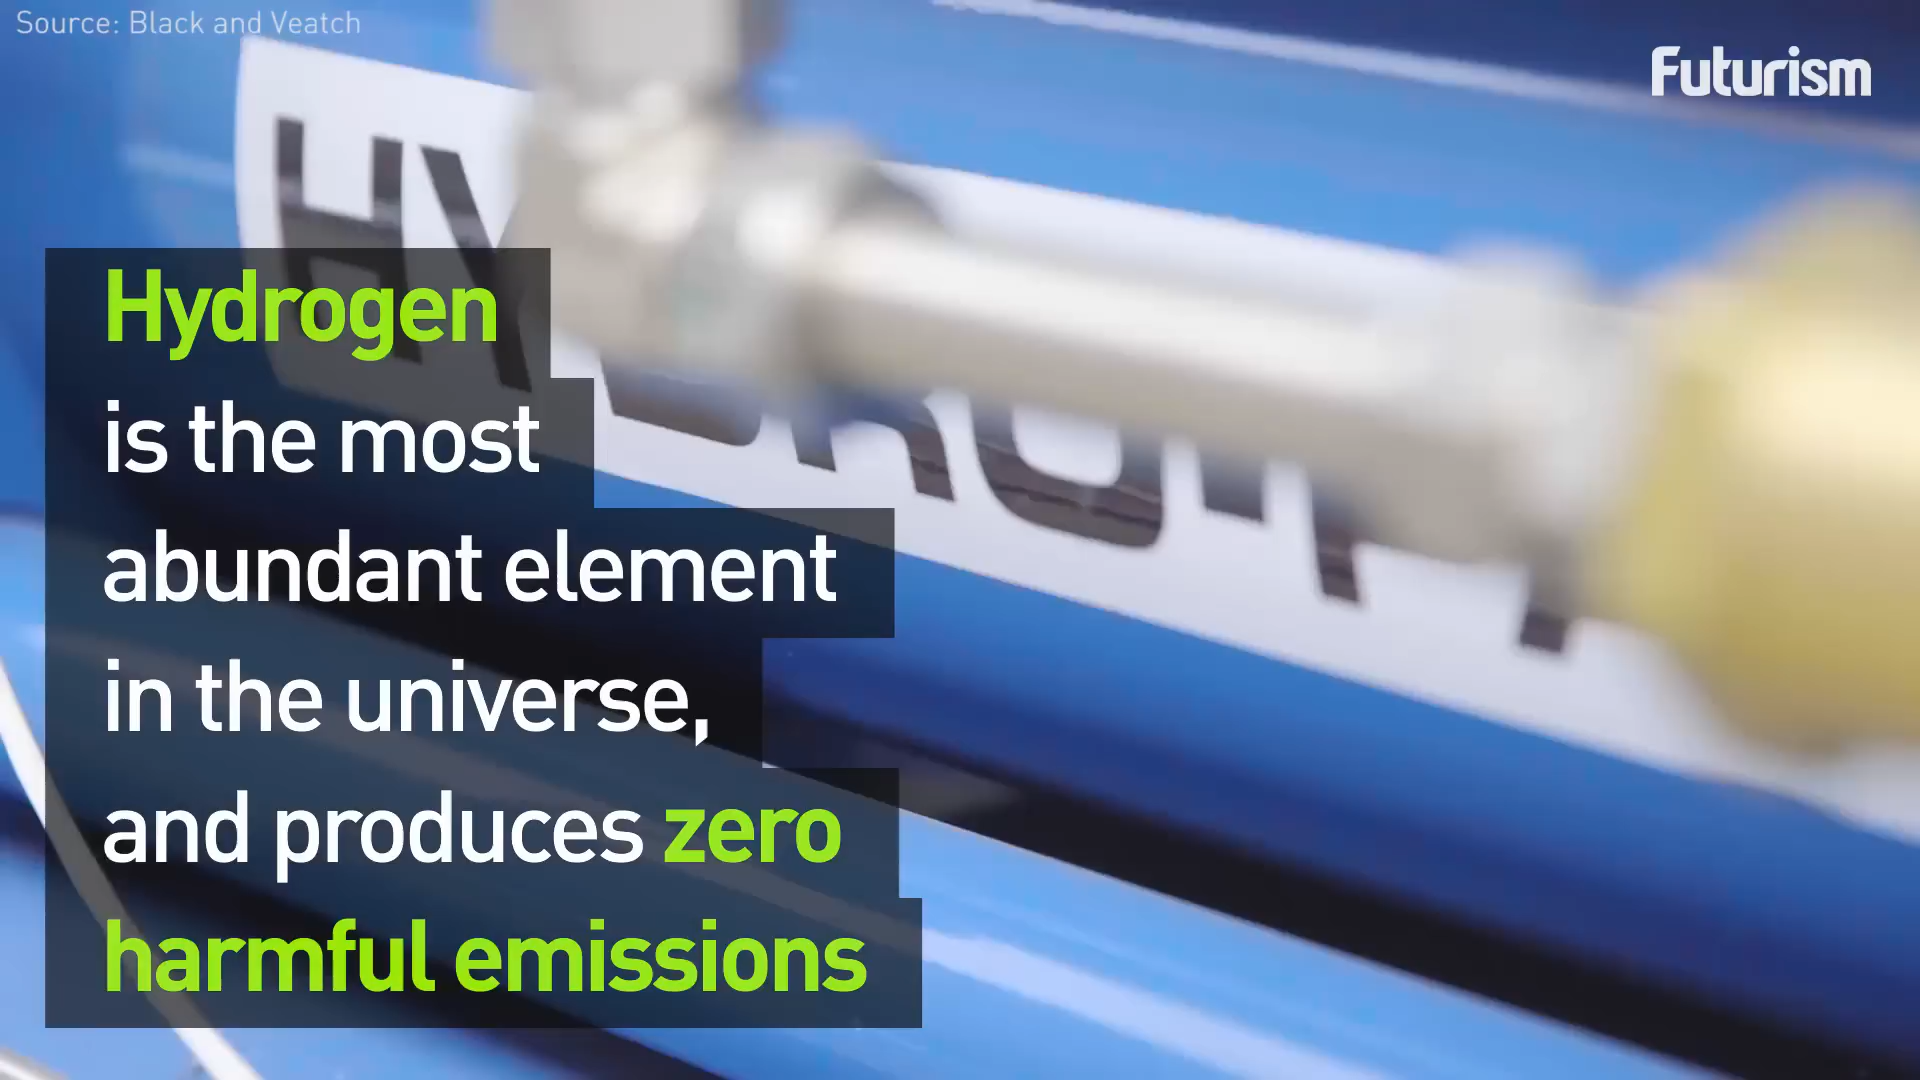 Source: Black and Veatch
Futurism
Hydrogen
is the most
abundant element
in the universe,
and produces zero
harmful emissions